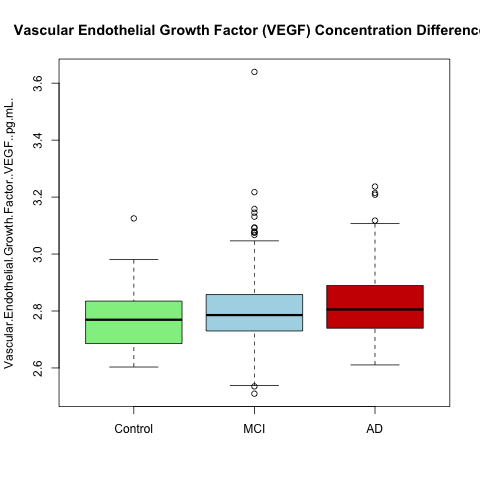 Vascular Endothelial Growth Factor (VEGF) Concentration Difference
Vascular.Endothelial.Growth.Factor..VEGF..pg.mL.
3.6
3.4
3.2
3.0
2.8
2.6
Control MCI AD